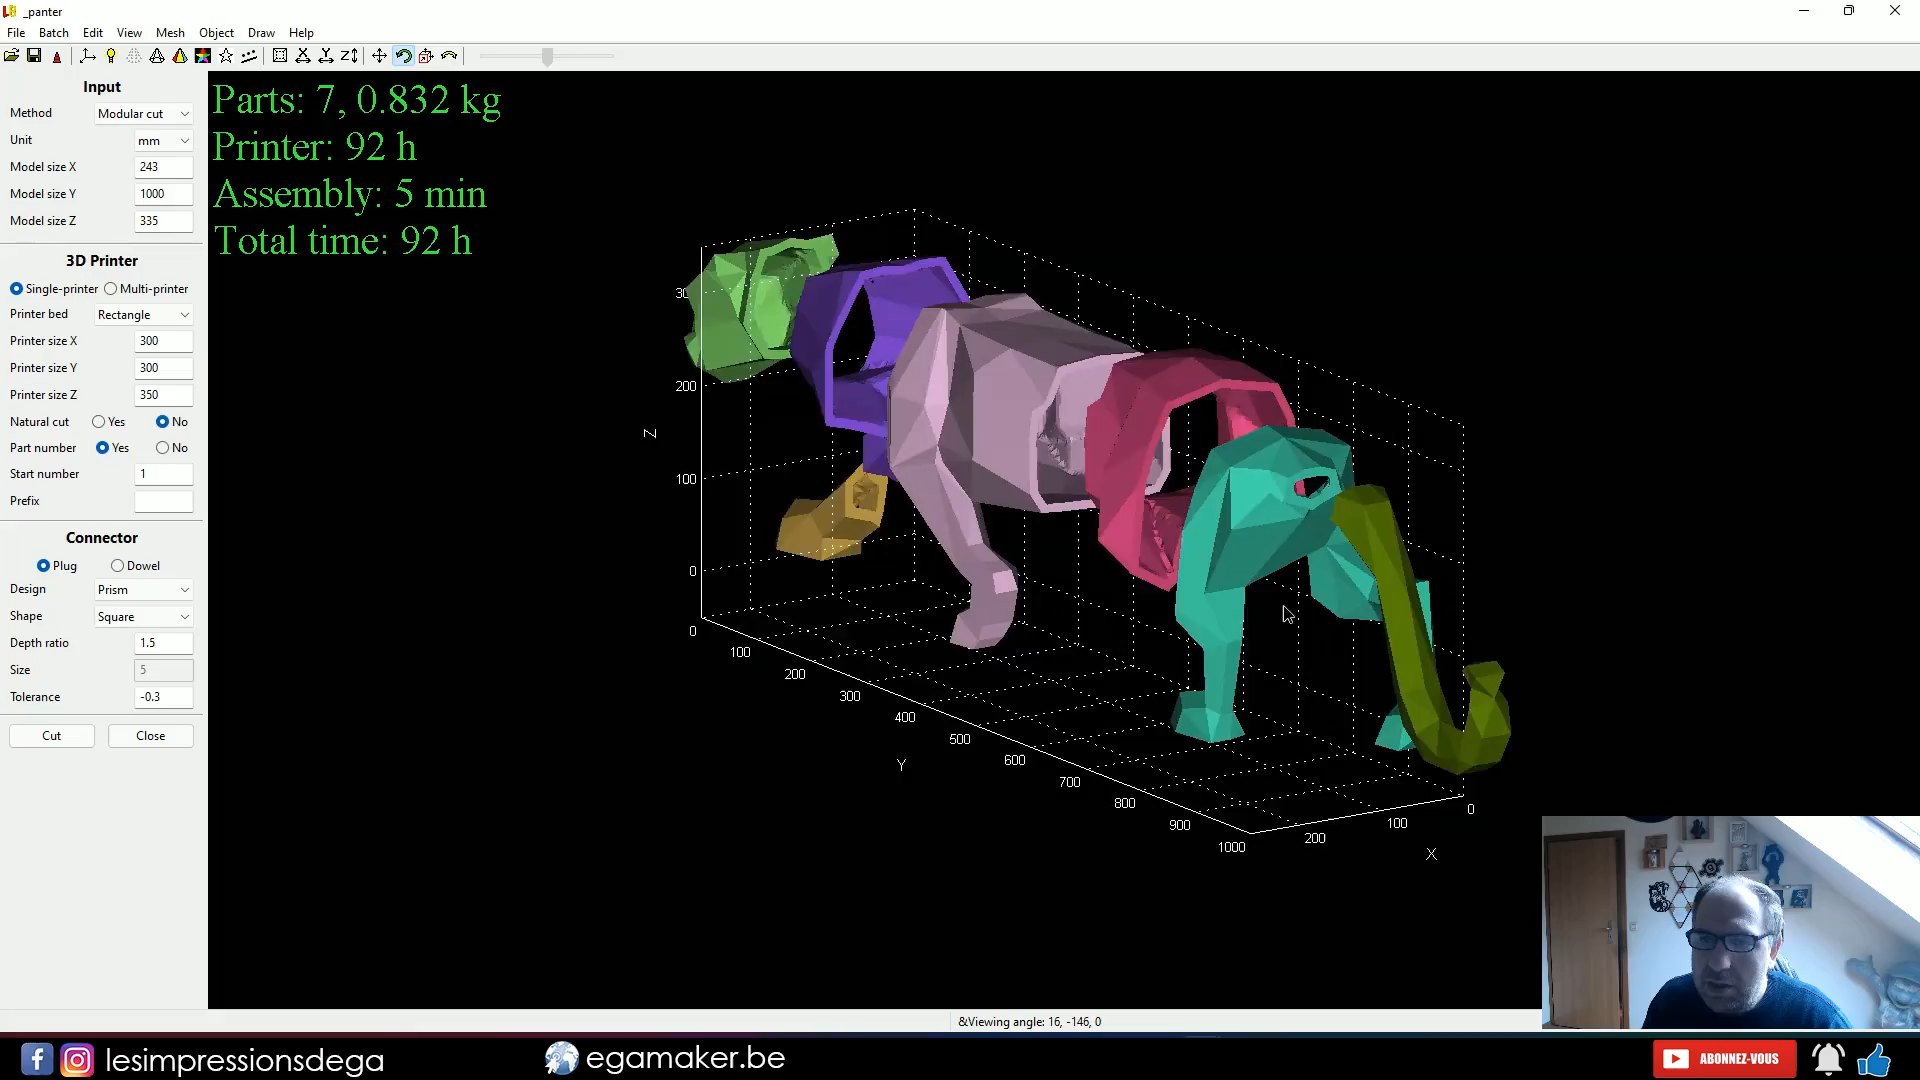 _panter
File Batch Edit View Mesh Object Draw Help
Input
Method Modular cut
Unit mm
Model size X 243
Model size Y 1000
Model size Z 335
3D Printer
Single-printer Multi-printer
Printer bed Rectangle
Printer size X 300
Printer size Y 300
Printer size Z 350
Natural cut Yes No
Part number Yes No
Start number 1
Prefix
Connector
Plug Dowel
Design Prism
Shape Square
Depth ratio 1.5
Size 5
Tolerance -0.3
Cut Close
Parts: 7, 0.832 kg
Printer: 92 h
Assembly: 5 min
Total time: 92 h
30
200
100
0
Z
0
100
200
300
400
500
600
700
800
900
1000
Y
200
100
0
X
&Viewing angle: 16, -146, 0
lesimpressionsdega
egamaker.be
ABONNEZ-VOUS